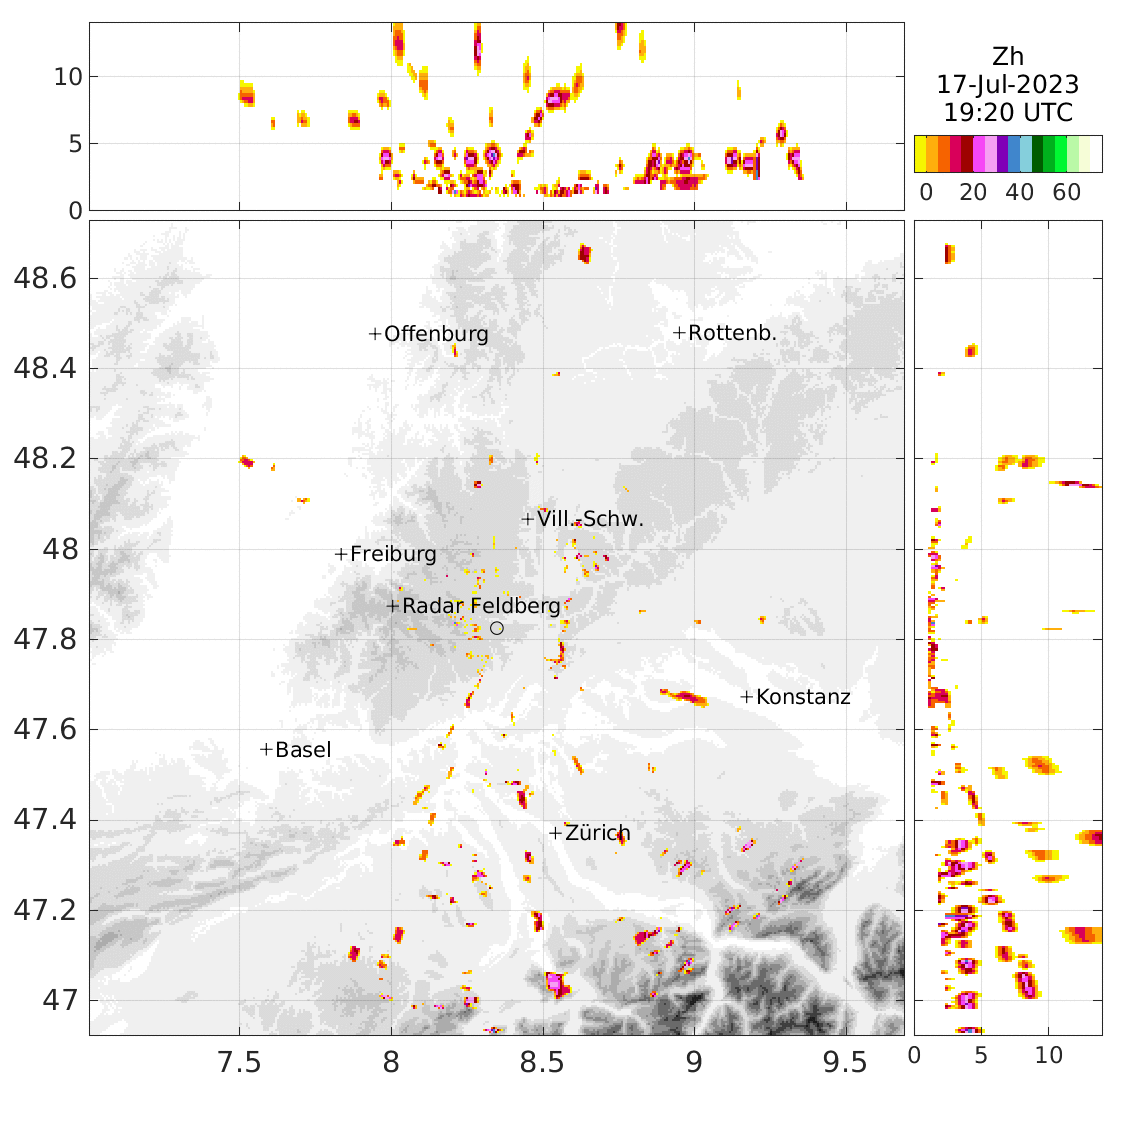 Zh
17-Jul-2023
19:20 UTC
0 20 40 60
10
5
0
48.6
48.4
48.2
48
47.8
47.6
47.4
47.2
47
+Offenburg
+Rottenb.
+Vill.-Schw.
+Freiburg
+Radar Feldberg
+Konstanz
+Basel
+Zürich
7.5 8 8.5 9 9.5
0 5 10